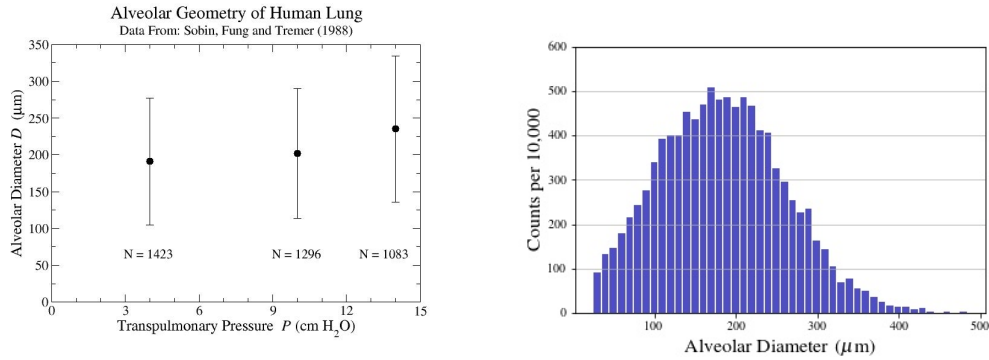 Alveolar Geometry of Human Lung
Data From: Sobin, Fung and Tremer (1988)
350
300
250
200
150
100
50
0
Alveolar Diameter D (μm)
N = 1423
N = 1296
N = 1083
0
3
6
9
12
15
Transpulmonary Pressure P (cm H₂O)
600
500
400
300
200
100
0
Counts per 10,000
100
200
300
400
500
Alveolar Diameter (μm)